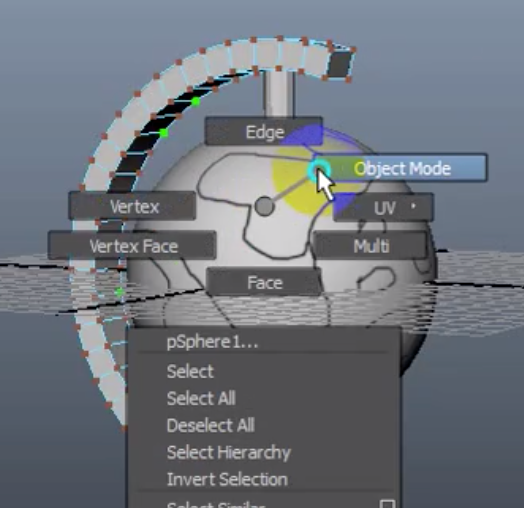 Edge
Object Mode
Vertex
UV
Vertex Face
Multi
Face
pSphere1...
Select
Select All
Deselect All
Select Hierarchy
Invert Selection
Select Similar